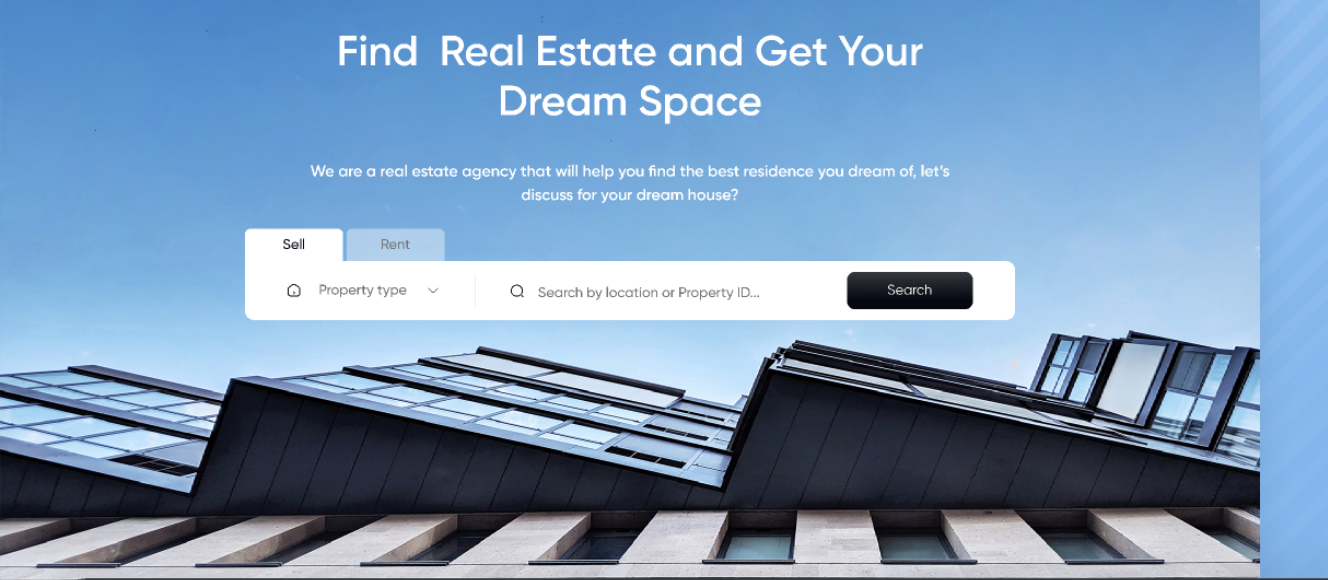 Find  Real Estate and Get Your
Dream Space
We are a real estate agency that will help you find the best residence you dream of, let's
discuss for your dream house?
Sell
Rent
Property type
Search by location or Property ID...
Search